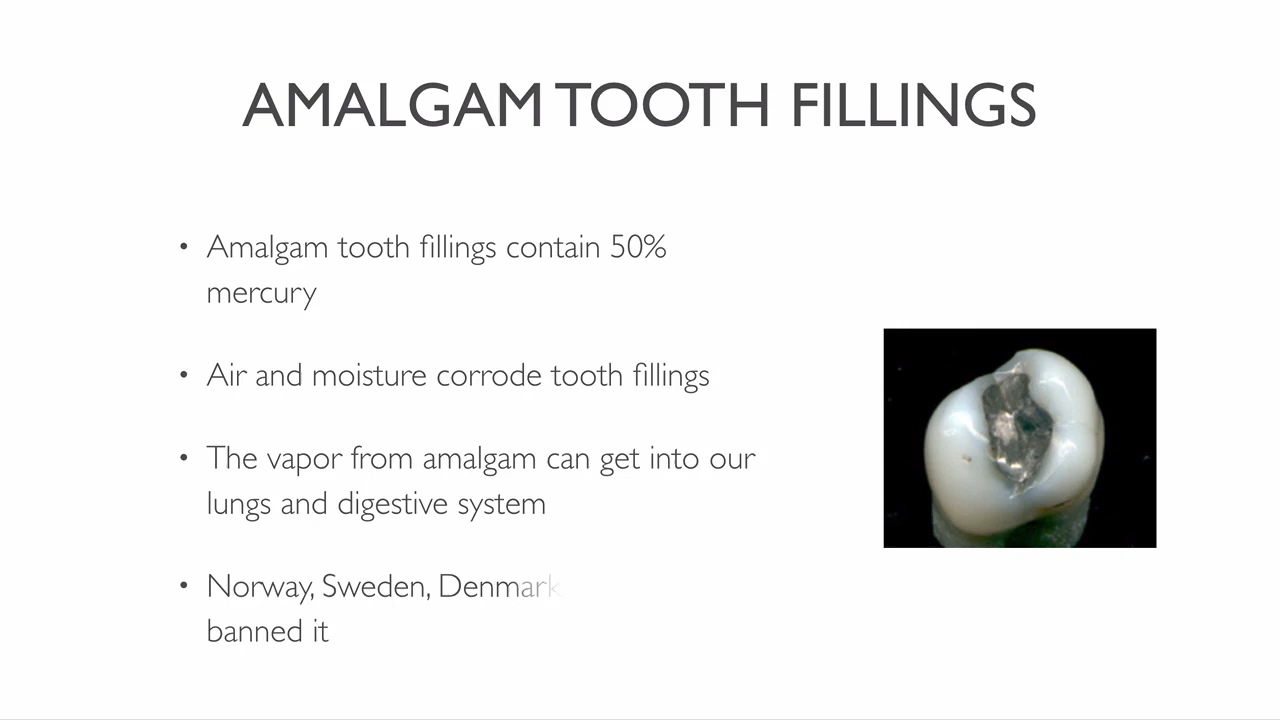 AMALGAM TOOTH FILLINGS
• Amalgam tooth fillings contain 50%
mercury
• Air and moisture corrode tooth fillings
• The vapor from amalgam can get into our
lungs and digestive system
• Norway, Sweden, Denmark
banned it